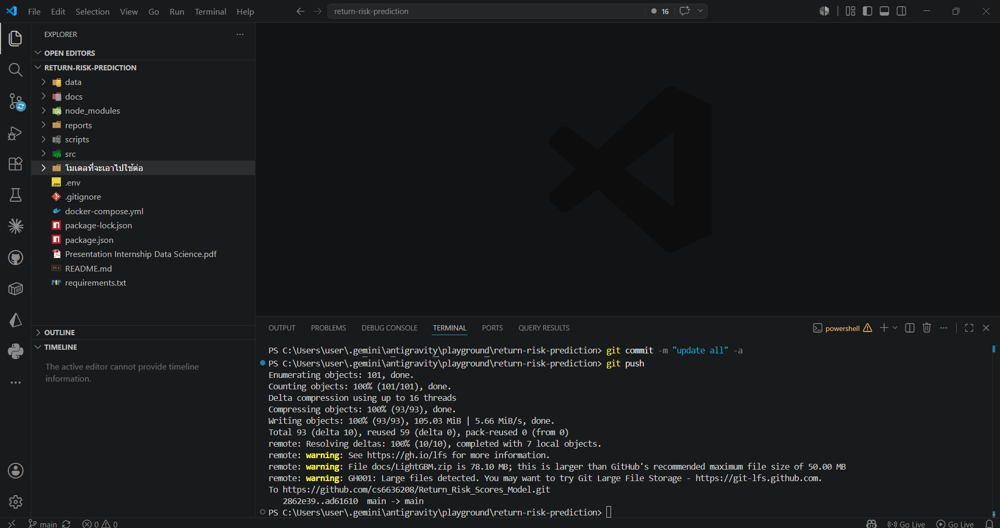 File Edit Selection View Go Run Terminal Help
return-risk-prediction
16
EXPLORER
OPEN EDITORS
RETURN-RISK-PREDICTION
data
docs
node_modules
reports
scripts
src
โมเดลที่จะเอาไปใช้ต่อ
.env
.gitignore
docker-compose.yml
package-lock.json
package.json
Presentation Internship Data Science.pdf
README.md
requirements.txt
OUTLINE
TIMELINE
The active editor cannot provide timeline
information.
OUTPUT PROBLEMS DEBUG CONSOLE TERMINAL PORTS QUERY RESULTS
powershell
PS C:\Users\user\.gemini\antigravity\playground\return-risk-prediction> git commit -m "update all" -a
PS C:\Users\user\.gemini\antigravity\playground\return-risk-prediction> git push
Enumerating objects: 101, done.
Counting objects: 100% (101/101), done.
Delta compression using up to 16 threads
Compressing objects: 100% (93/93), done.
Writing objects: 100% (93/93), 105.03 MiB | 5.66 MiB/s, done.
Total 93 (delta 10), reused 59 (delta 0), pack-reused 0 (from 0)
remote: Resolving deltas: 100% (10/10), completed with 7 local objects.
remote: warning: See https://gh.io/lfs for more information.
remote: warning: File docs/LightGBM.zip is 78.10 MB; this is larger than GitHub's recommended maximum file size of 50.00 MB
remote: warning: GH001: Large files detected. You may want to try Git Large File Storage - https://git-lfs.github.com.
To https://github.com/cs6636208/Return_Risk_Scores_Model.git
2862e39..ad61610 main -> main
PS C:\Users\user\.gemini\antigravity\playground\return-risk-prediction>
main 0 0 Go Live Go Live